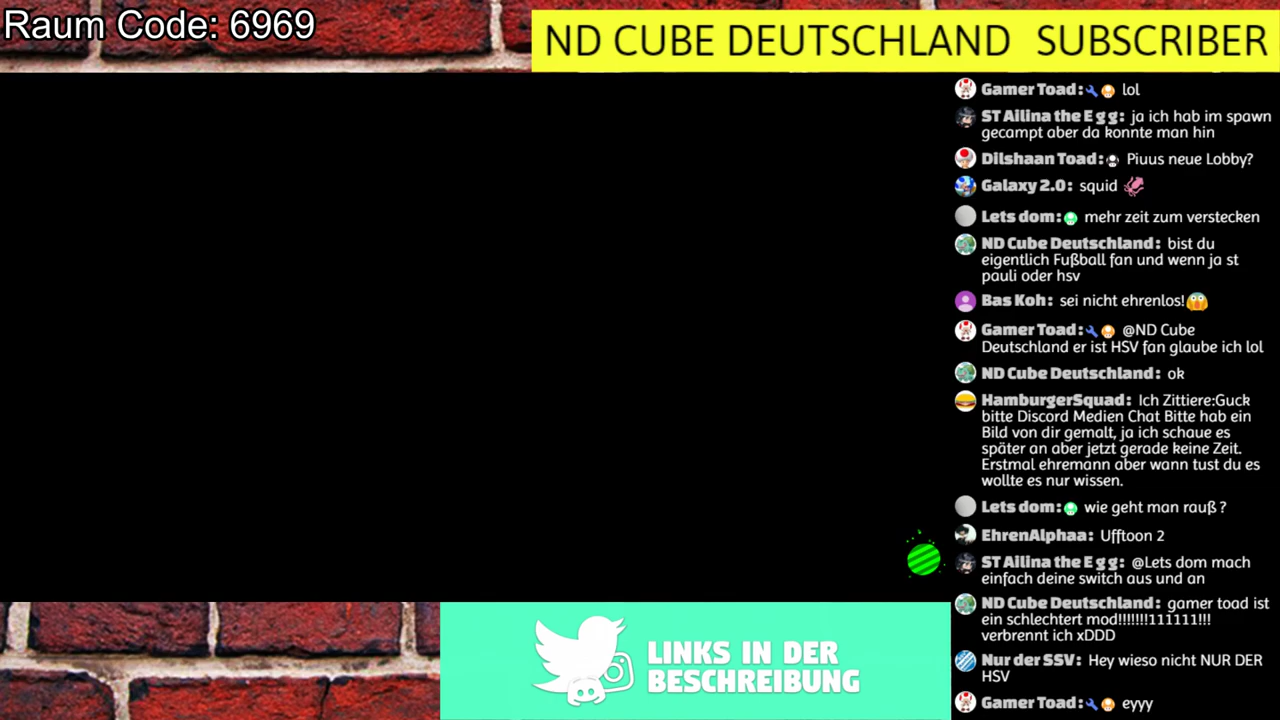 Raum Code: 6969
ND CUBE DEUTSCHLAND SUBSCRIBER
Gamer Toad: lol
ST Ailina the E g g: ja ich hab im spawn
gecampt aber da konnte man hin
Dilshaan Toad: Piuus neue Lobby?
Galaxy 2.0: squid
Lets dom: mehr zeit zum verstecken
ND Cube Deutschland: bist du
eigentlich Fußball fan und wenn ja st
pauli oder hsv
Bas Koh: sei nicht ehrenlos!
Gamer Toad: @ND Cube
Deutschland er ist HSV fan glaube ich lol
ND Cube Deutschland: ok
HamburgerSquad: Ich Zittiere:Guck
bitte Discord Medien Chat Bitte hab ein
Bild von dir gemalt, ja ich schaue es
später an aber jetzt gerade keine Zeit.
Erstmal ehremann aber wann tust du es
wollte es nur wissen.
Lets dom: wie geht man rauß ?
EhrenAlphaa: Ufftoon 2
ST Ailina the E g g: @Lets dom mach
einfach deine switch aus und an
ND Cube Deutschland: gamer toad ist
ein schlechtert mod!!!!!!!111111!!!
verbrennt ich xDDD
Nur der SSV: Hey wieso nicht NUR DER
HSV
Gamer Toad: eyyy
LINKS IN DER
BESCHREIBUNG